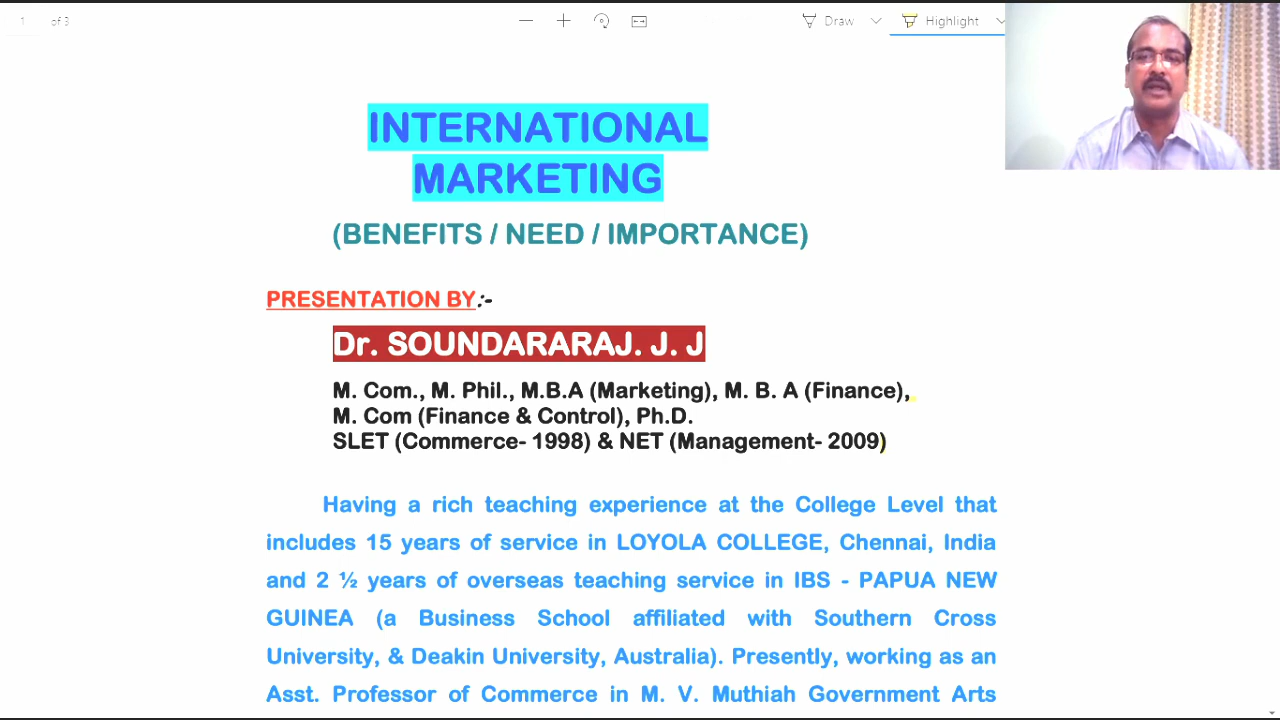 1 of 3
Draw
Highlight
INTERNATIONAL
MARKETING
(BENEFITS / NEED / IMPORTANCE)
PRESENTATION BY:-
Dr. SOUNDARARAJ. J. J
M. Com., M. Phil., M.B.A (Marketing), M. B. A (Finance),
M. Com (Finance & Control), Ph.D.
SLET (Commerce- 1998) & NET (Management- 2009)
Having a rich teaching experience at the College Level that
includes 15 years of service in LOYOLA COLLEGE, Chennai, India
and 2 ½ years of overseas teaching service in IBS - PAPUA NEW
GUINEA (a Business School affiliated with Southern Cross
University, & Deakin University, Australia). Presently, working as an
Asst. Professor of Commerce in M. V. Muthiah Government Arts